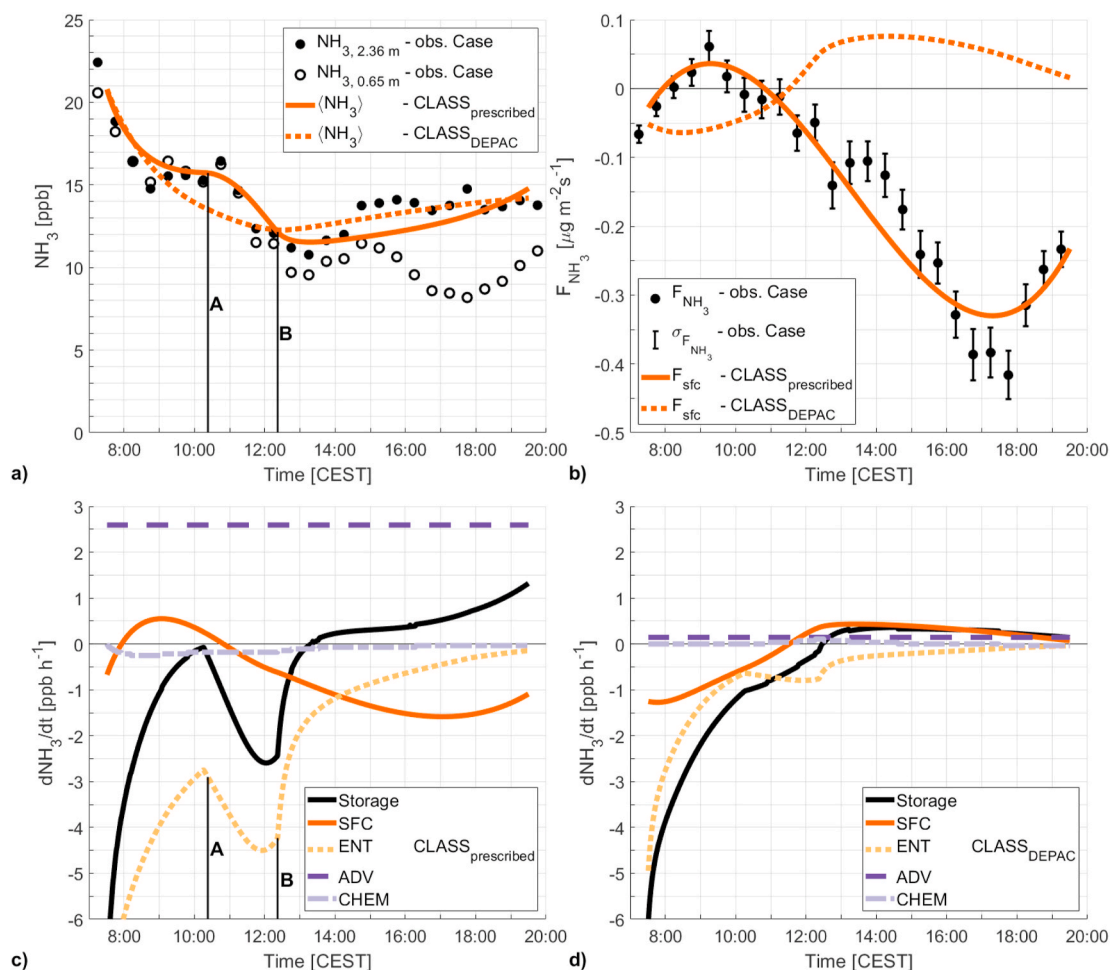 25
20
15
10
5
0
NH3 [ppb]
NH3, 2.36 m - obs. Case
NH3, 0.65 m - obs. Case
⟨NH3⟩ - CLASSprescribed
⟨NH3⟩ - CLASSDEPAC
A
B
8:00 10:00 12:00 14:00 16:00 18:00 20:00
Time [CEST]
a)
0.1
0
-0.1
-0.2
-0.3
-0.4
-0.5
FNH3 [μg m-2s-1]
FNH3 - obs. Case
σFNH3 - obs. Case
Fsfc - CLASSprescribed
Fsfc - CLASSDEPAC
8:00 10:00 12:00 14:00 16:00 18:00 20:00
Time [CEST]
b)
3
2
1
0
-1
-2
-3
-4
-5
-6
dNH3/dt [ppb h-1]
A
B
Storage
SFC
ENT CLASSprescribed
ADV
CHEM
8:00 10:00 12:00 14:00 16:00 18:00 20:00
Time [CEST]
c)
3
2
1
0
-1
-2
-3
-4
-5
-6
dNH3/dt [ppb h-1]
Storage
SFC
ENT CLASSDEPAC
ADV
CHEM
8:00 10:00 12:00 14:00 16:00 18:00 20:00
Time [CEST]
d)